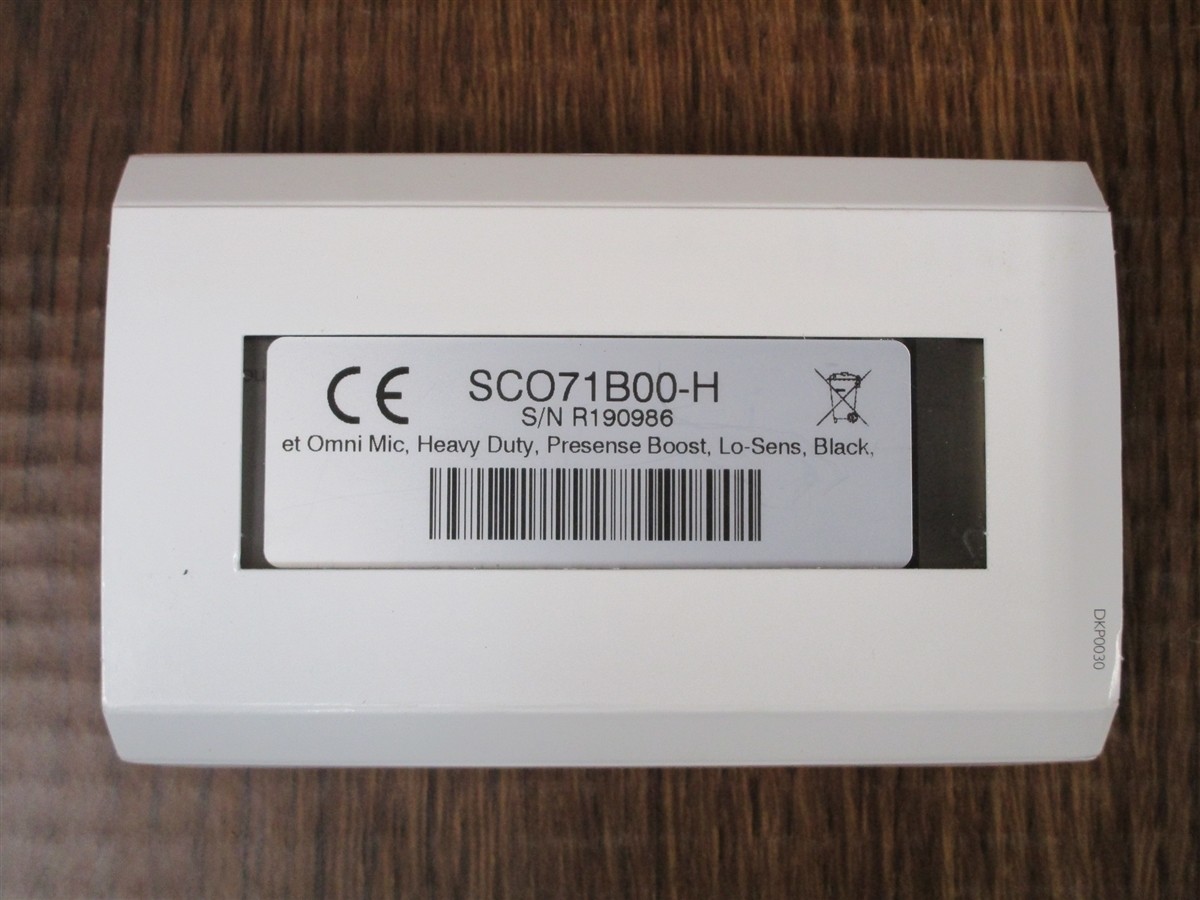 CE
SCO71B00-H
S/N R190986
et Omni Mic, Heavy Duty, Presense Boost, Lo-Sens, Black,
DKP0030